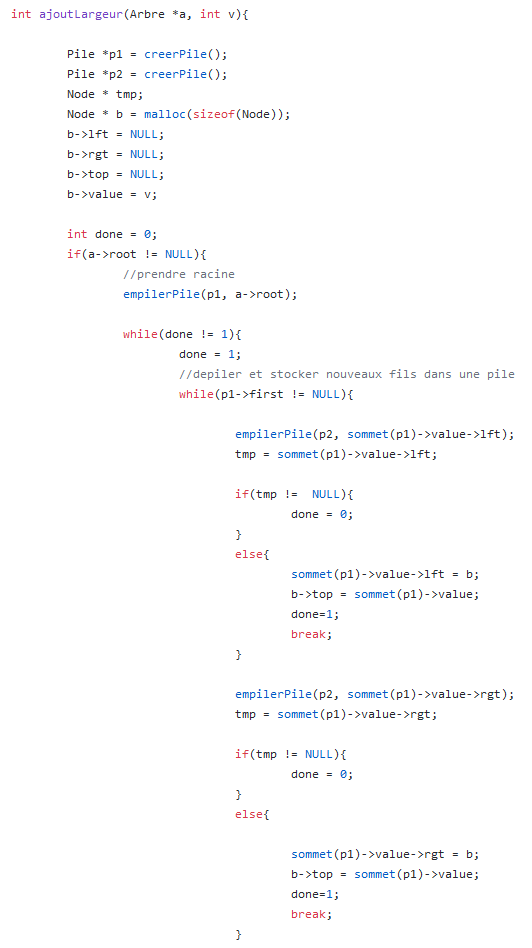 int ajoutLargeur(Arbre *a, int v){
Pile *p1 = creerPile();
Pile *p2 = creerPile();
Node * tmp;
Node * b = malloc(sizeof(Node));
b->lft = NULL;
b->rgt = NULL;
b->top = NULL;
b->value = v;
int done = 0;
if(a->root != NULL){
//prendre racine
empilerPile(p1, a->root);
while(done != 1){
done = 1;
//depiler et stocker nouveaux fils dans une pile
while(p1->first != NULL){
empilerPile(p2, sommet(p1)->value->lft);
tmp = sommet(p1)->value->lft;
if(tmp !=  NULL){
done = 0;
}
else{
sommet(p1)->value->lft = b;
b->top = sommet(p1)->value;
done=1;
break;
}
empilerPile(p2, sommet(p1)->value->rgt);
tmp = sommet(p1)->value->rgt;
if(tmp != NULL){
done = 0;
}
else{
sommet(p1)->value->rgt = b;
b->top = sommet(p1)->value;
done=1;
break;
}